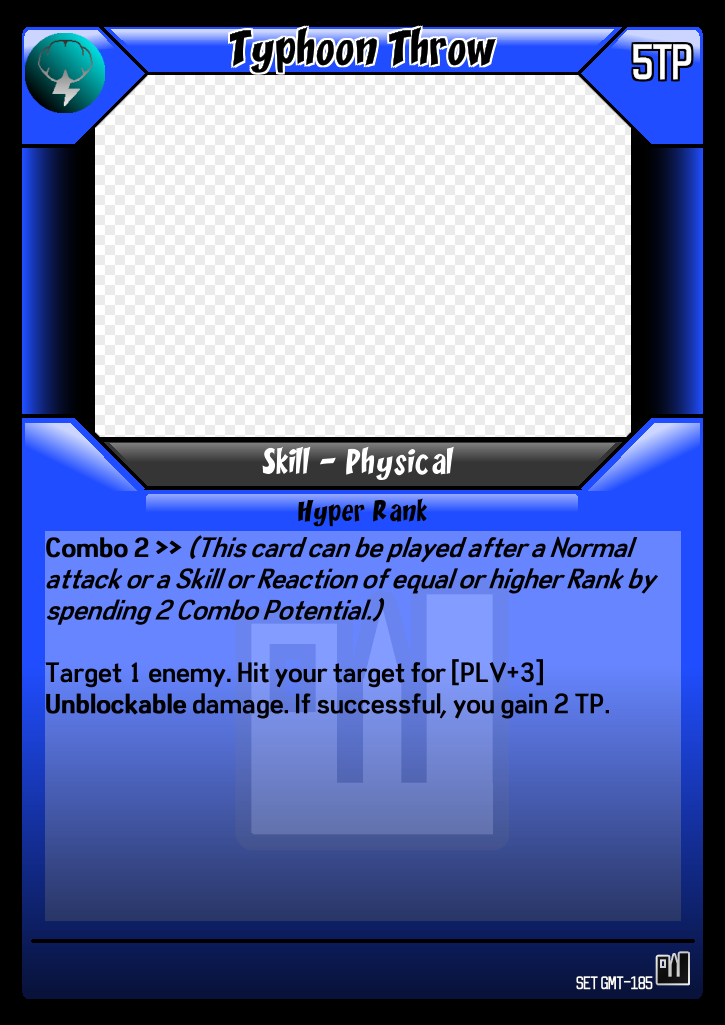 Typhoon Throw
5TP
Skill - Physical
Hyper Rank
Combo 2 >> (This card can be played after a Normal
attack or a Skill or Reaction of equal or higher Rank by
spending 2 Combo Potential.)
Target 1 enemy. Hit your target for [PLV+3]
Unblockable damage. If successful, you gain 2 TP.
SET GMT-185